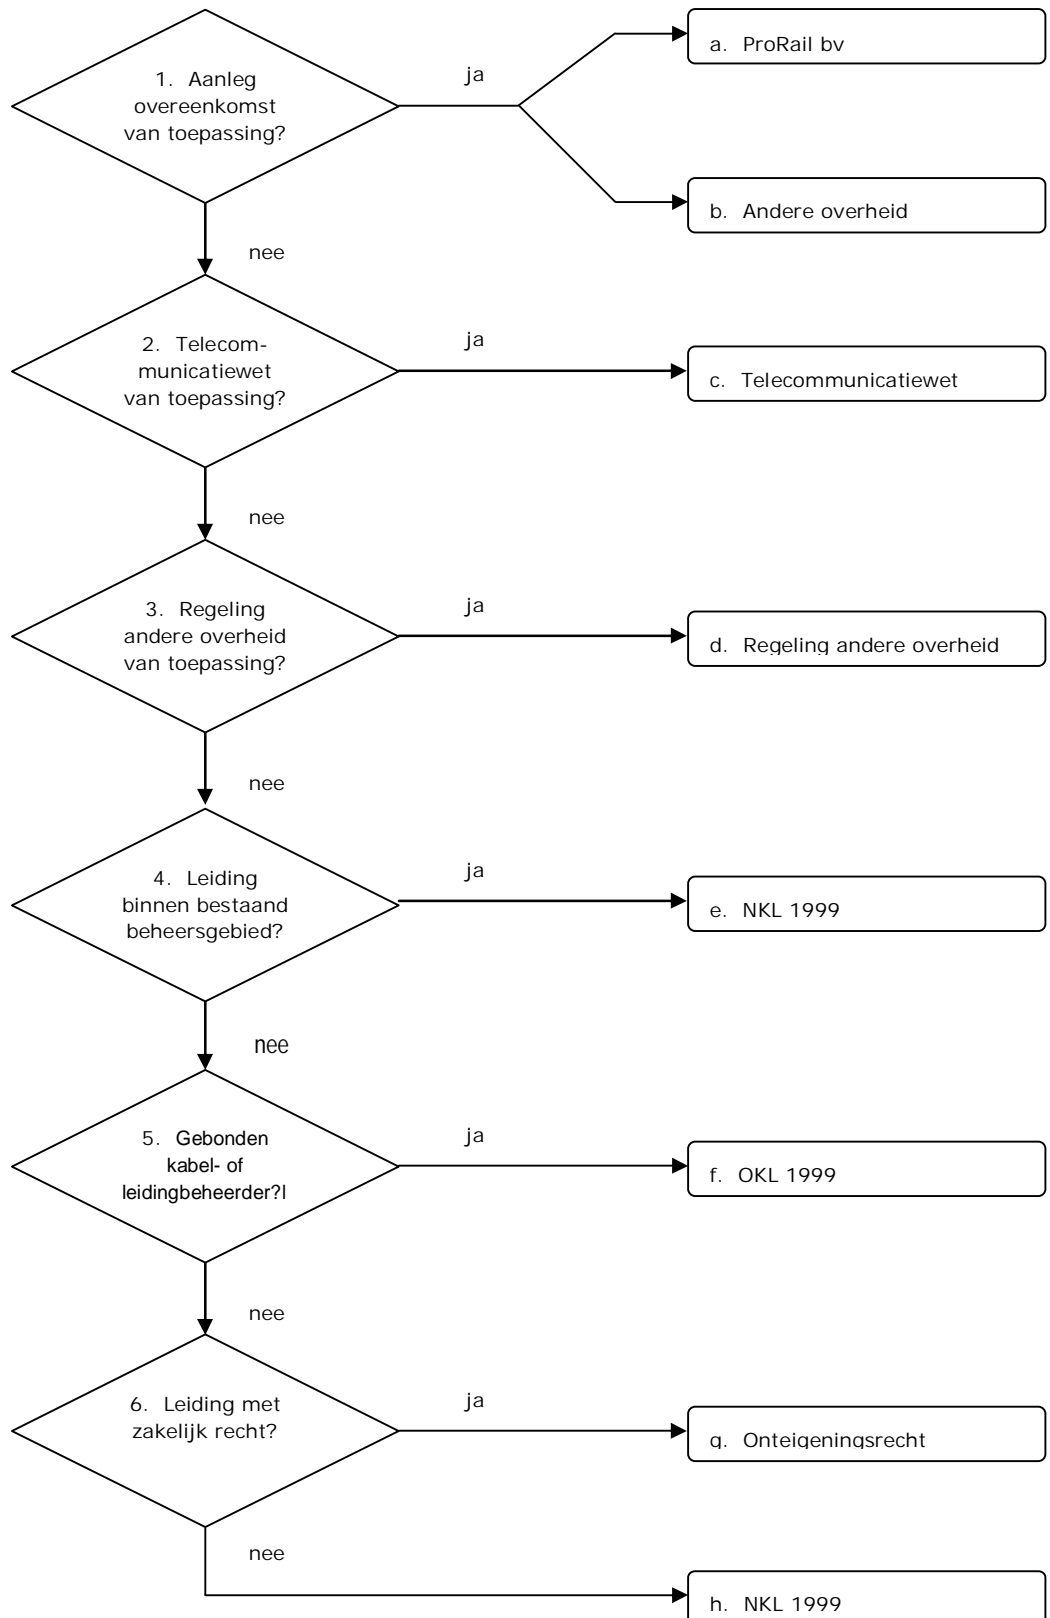 a. ProRail bv
1. Aanleg
overeenkomst
van toepassing?
ja
b. Andere overheid
nee
2. Telecom-
municatiewet
van toepassing?
ja
c. Telecommunicatiewet
nee
3. Regeling
andere overheid
van toepassing?
ja
d. Regeling andere overheid
nee
4. Leiding
binnen bestaand
beheersgebied?
ja
e. NKL 1999
nee
5. Gebonden
kabel- of
leidingbeheerder?l
ja
f. OKL 1999
nee
6. Leiding met
zakelijk recht?
ja
g. Onteigeningsrecht
nee
h. NKL 1999